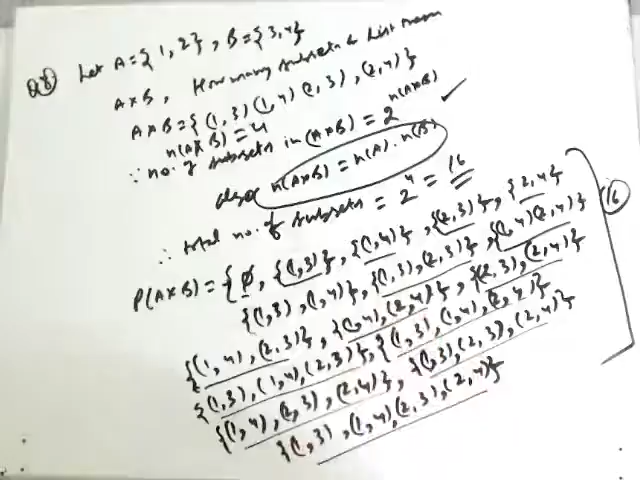 Q8) Let A={1,2}, B={3,4}
A×B, How many subsets & List them
A×B={(1,3)(1,4)(2,3),(2,4)}
n(A×B)=4
∵ no. of subsets in (A×B)=2^n(A×B) ✓
also n(A×B)=n(A).n(B)
∴ total no. of subsets = 2^4 = 16
P(A×B)={φ,{(1,3)},{(1,4)},{(2,3)},{2,4)}
{(1,3),(1,4)},{(1,3),(2,3)},{(1,4)(2,4)}
{(1,4),(2,3)},{(1,4),(2,4)},{(2,3),(2,4)}
{(1,3),(1,4),(2,3)},{(1,3),(1,4),(2,4)}
{(1,4),(2,3),(2,4)},{(1,3),(2,3),(2,4)}
{(1,3),(1,4)(2,3),(2,4)}
16